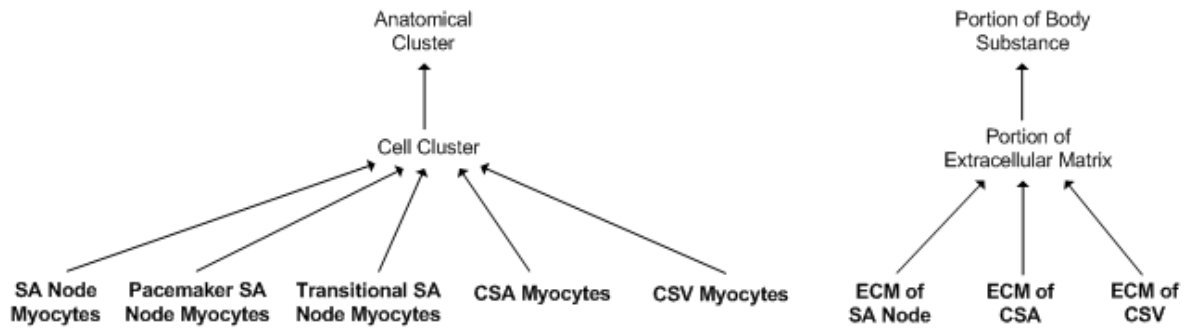 Anatomical
Cluster
Portion of Body
Substance
Cell Cluster
Portion of
Extracellular Matrix
SA Node
Myocytes
Pacemaker SA
Node Myocytes
Transitional SA
Node Myocytes
CSA Myocytes
CSV Myocytes
ECM of
SA Node
ECM of
CSA
ECM of
CSV